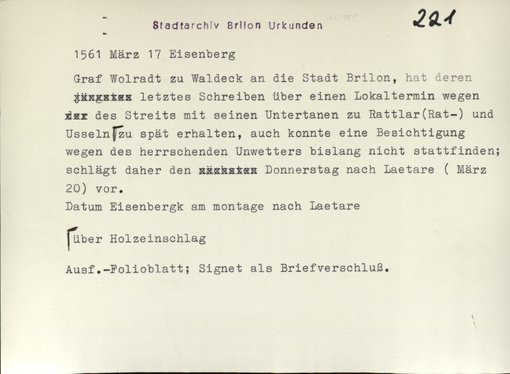 Stadtarchiv Brilon Urkunden
221
1561 März 17 Eisenberg
Graf Wolradt zu Waldeck an die Stadt Brilon, hat deren
letztes Schreiben über einen Lokaltermin wegen
des Streits mit seinen Untertanen zu Rattlar(Rat-) und
Usseln⌈zu spät erhalten, auch konnte eine Besichtigung
wegen des herrschenden Unwetters bislang nicht stattfinden;
schlägt daher den Donnerstag nach Laetare ( März
20) vor.
Datum Eisenbergk am montage nach Laetare
⌈über Holzeinschlag
Ausf.-Folioblatt; Signet als Briefverschluß.